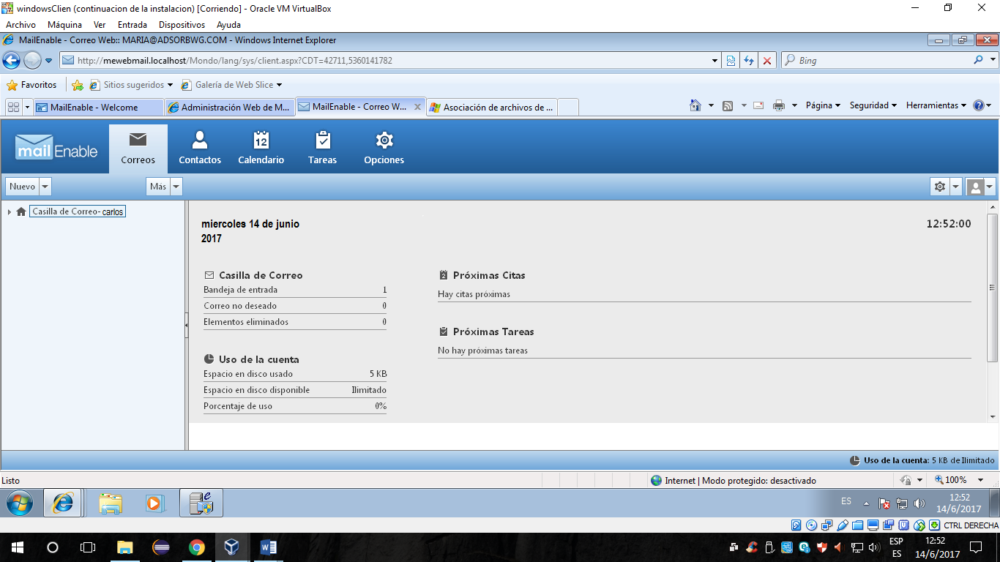 windowsClien (continuacion de la instalacion) [Corriendo] - Oracle VM VirtualBox
Archivo Máquina Ver Entrada Dispositivos Ayuda
MailEnable - Correo Web:: MARIA@ADSORBWG.COM - Windows Internet Explorer
http://mewebmail.localhost/Mondo/lang/sys/client.aspx?CDT=42711,5360141782
Bing
Favoritos Sitios sugeridos Galería de Web Slice
MailEnable - Welcome Administración Web de M... MailEnable - Correo W... Asociación de archivos de ... Página Seguridad Herramientas
mailEnable Correos Contactos 12 Calendario Tareas Opciones
Nuevo Más
Casilla de Correo- carlos
miercoles 14 de junio
2017
12:52:00
Casilla de Correo
Bandeja de entrada 1
Correo no deseado 0
Elementos eliminados 0
2 Próximas Citas
Hay citas próximas
Próximas Tareas
No hay próximas tareas
Uso de la cuenta
Espacio en disco usado 5 KB
Espacio en disco disponible Ilimitado
Porcentaje de uso 0%
Uso de la cuenta: 5 KB de Ilimitado
Listo Internet | Modo protegido: desactivado 100%
ES 12:52
14/6/2017
CTRL DERECHA
ESP
ES
12:52
14/6/2017